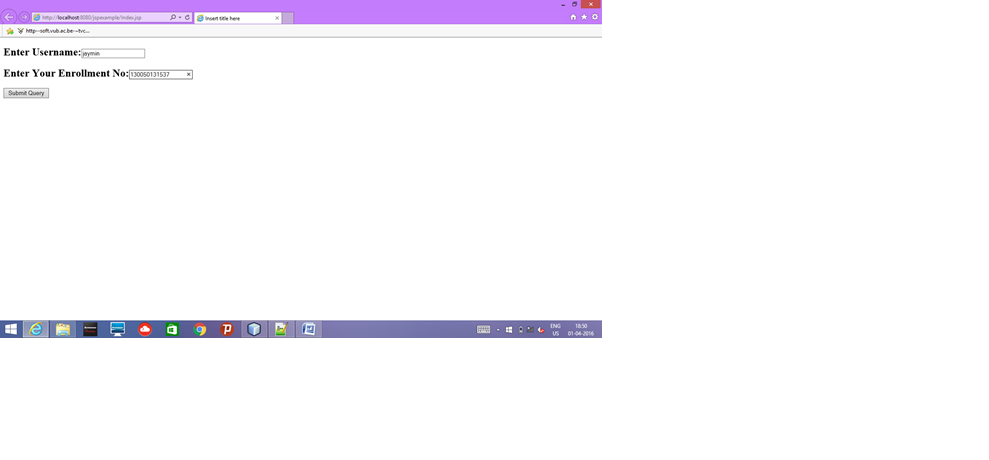 http://localhost:8080/jspexample/index.jsp
Insert title here
http--soft.vub.ac.be-~tvc...
Enter Username:jaymin
Enter Your Enrollment No:130050131537
Submit Query
ENG 18:50
US 01-04-2016